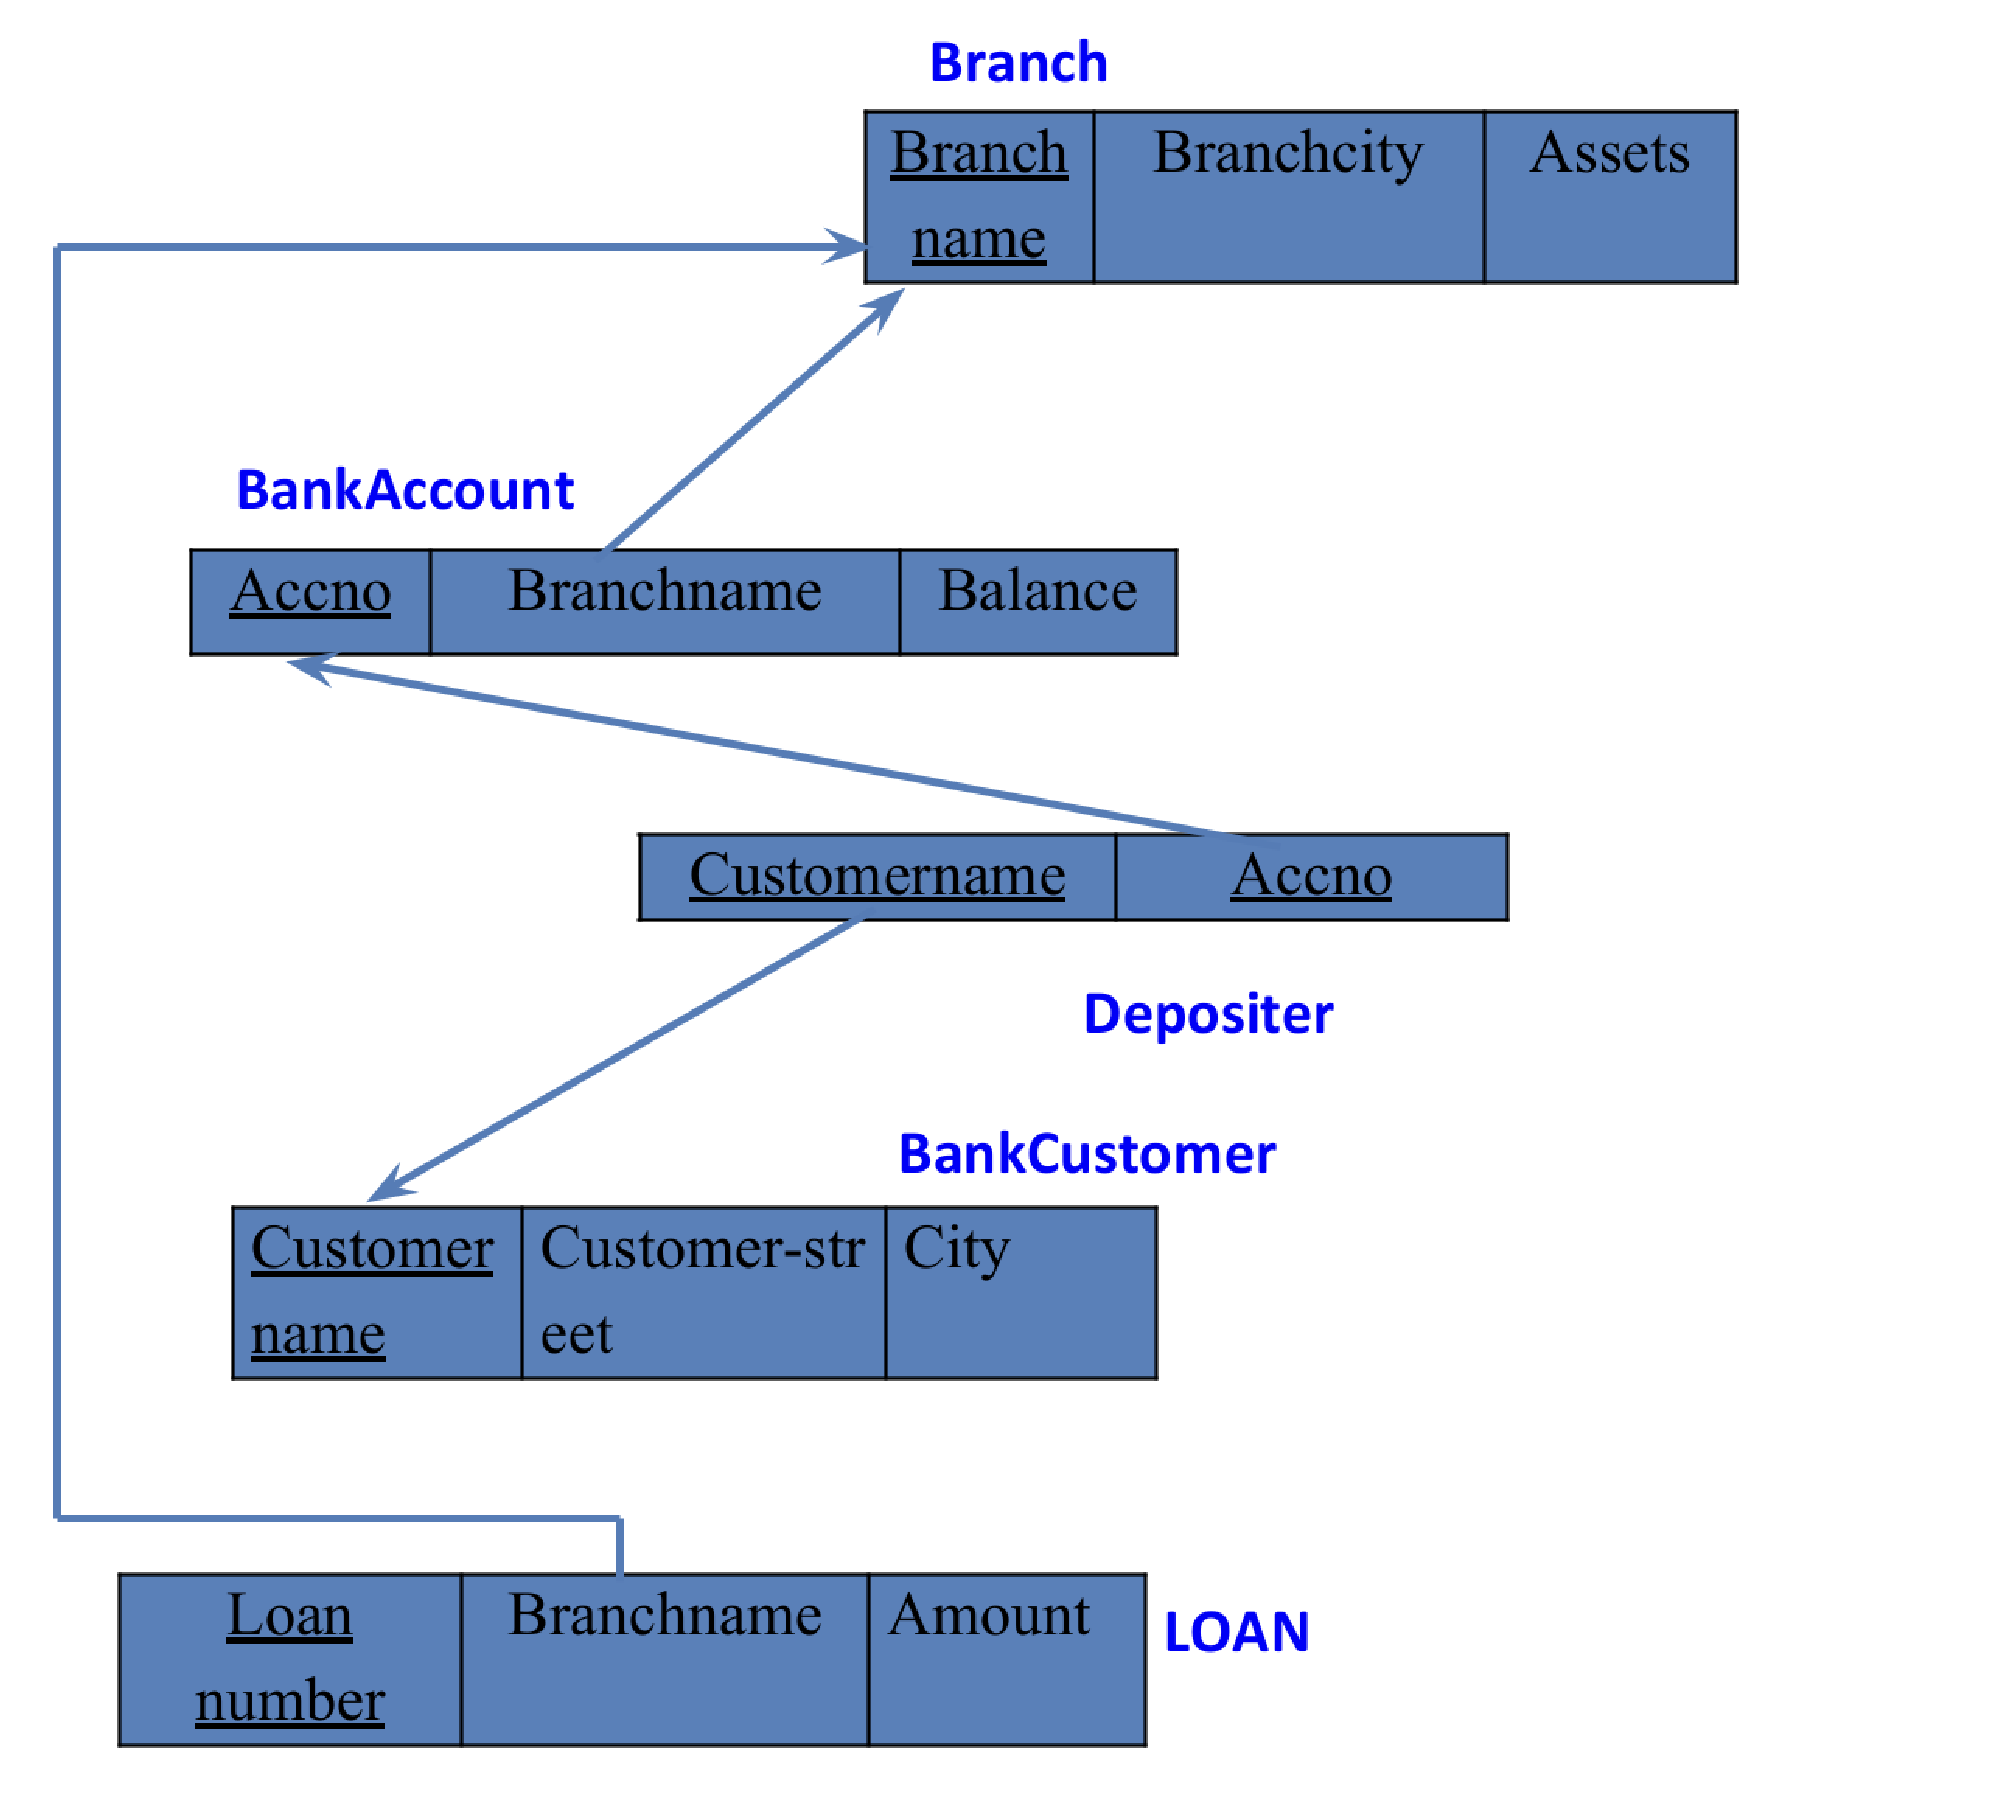 Branch
Branch Branchcity Assets
name
BankAccount
Accno Branchname Balance
Customername Accno
Depositer
BankCustomer
Customer Customer-str City
name eet
Loan Branchname Amount LOAN
number